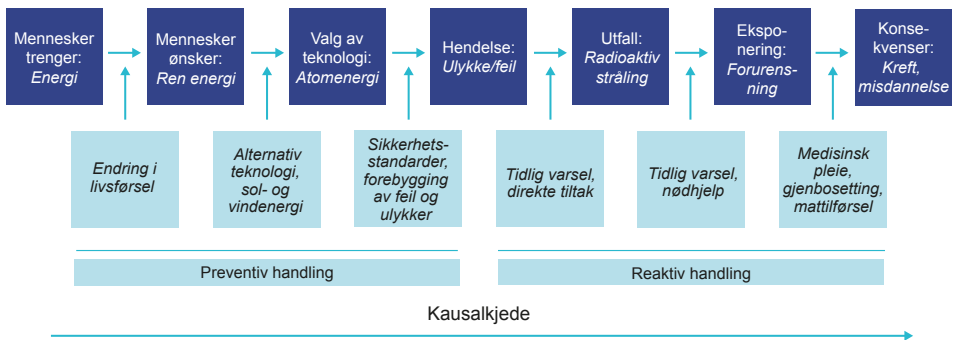 Mennesker
trenger:
Energi
Mennesker
ønsker:
Ren energi
Valg av
teknologi:
Atomenergi
Hendelse:
Ulykke/feil
Utfall:
Radioaktiv
stråling
Ekspo-
nering:
Forurens-
ning
Konse-
kvenser:
Kreft,
misdannelse
Endring i
livsførsel
Alternativ
teknologi,
sol- og
vindenergi
Sikkerhets-
standarder,
forebygging
av feil og
ulykker
Tidlig varsel,
direkte tiltak
Tidlig varsel,
nødhjelp
Medisinsk
pleie,
gjenbosetting,
mattilførsel
Preventiv handling
Reaktiv handling
Kausalkjede